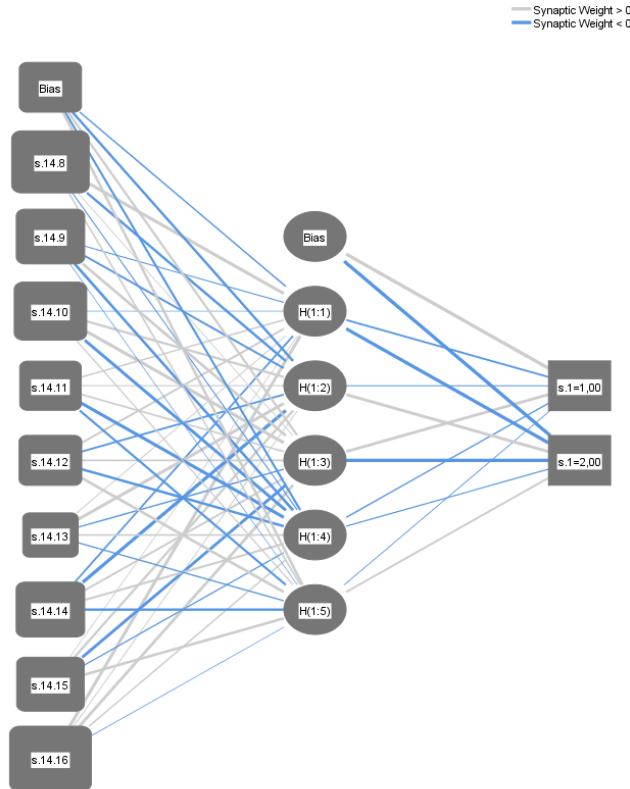 Synaptic Weight > 0
Synaptic Weight < 0
Bias
s.14.8
s.14.9
s.14.10
s.14.11
s.14.12
s.14.13
s.14.14
s.14.15
s.14.16
Bias
H(1:1)
H(1:2)
H(1:3)
H(1:4)
H(1:5)
s.1=1,00
s.1=2,00